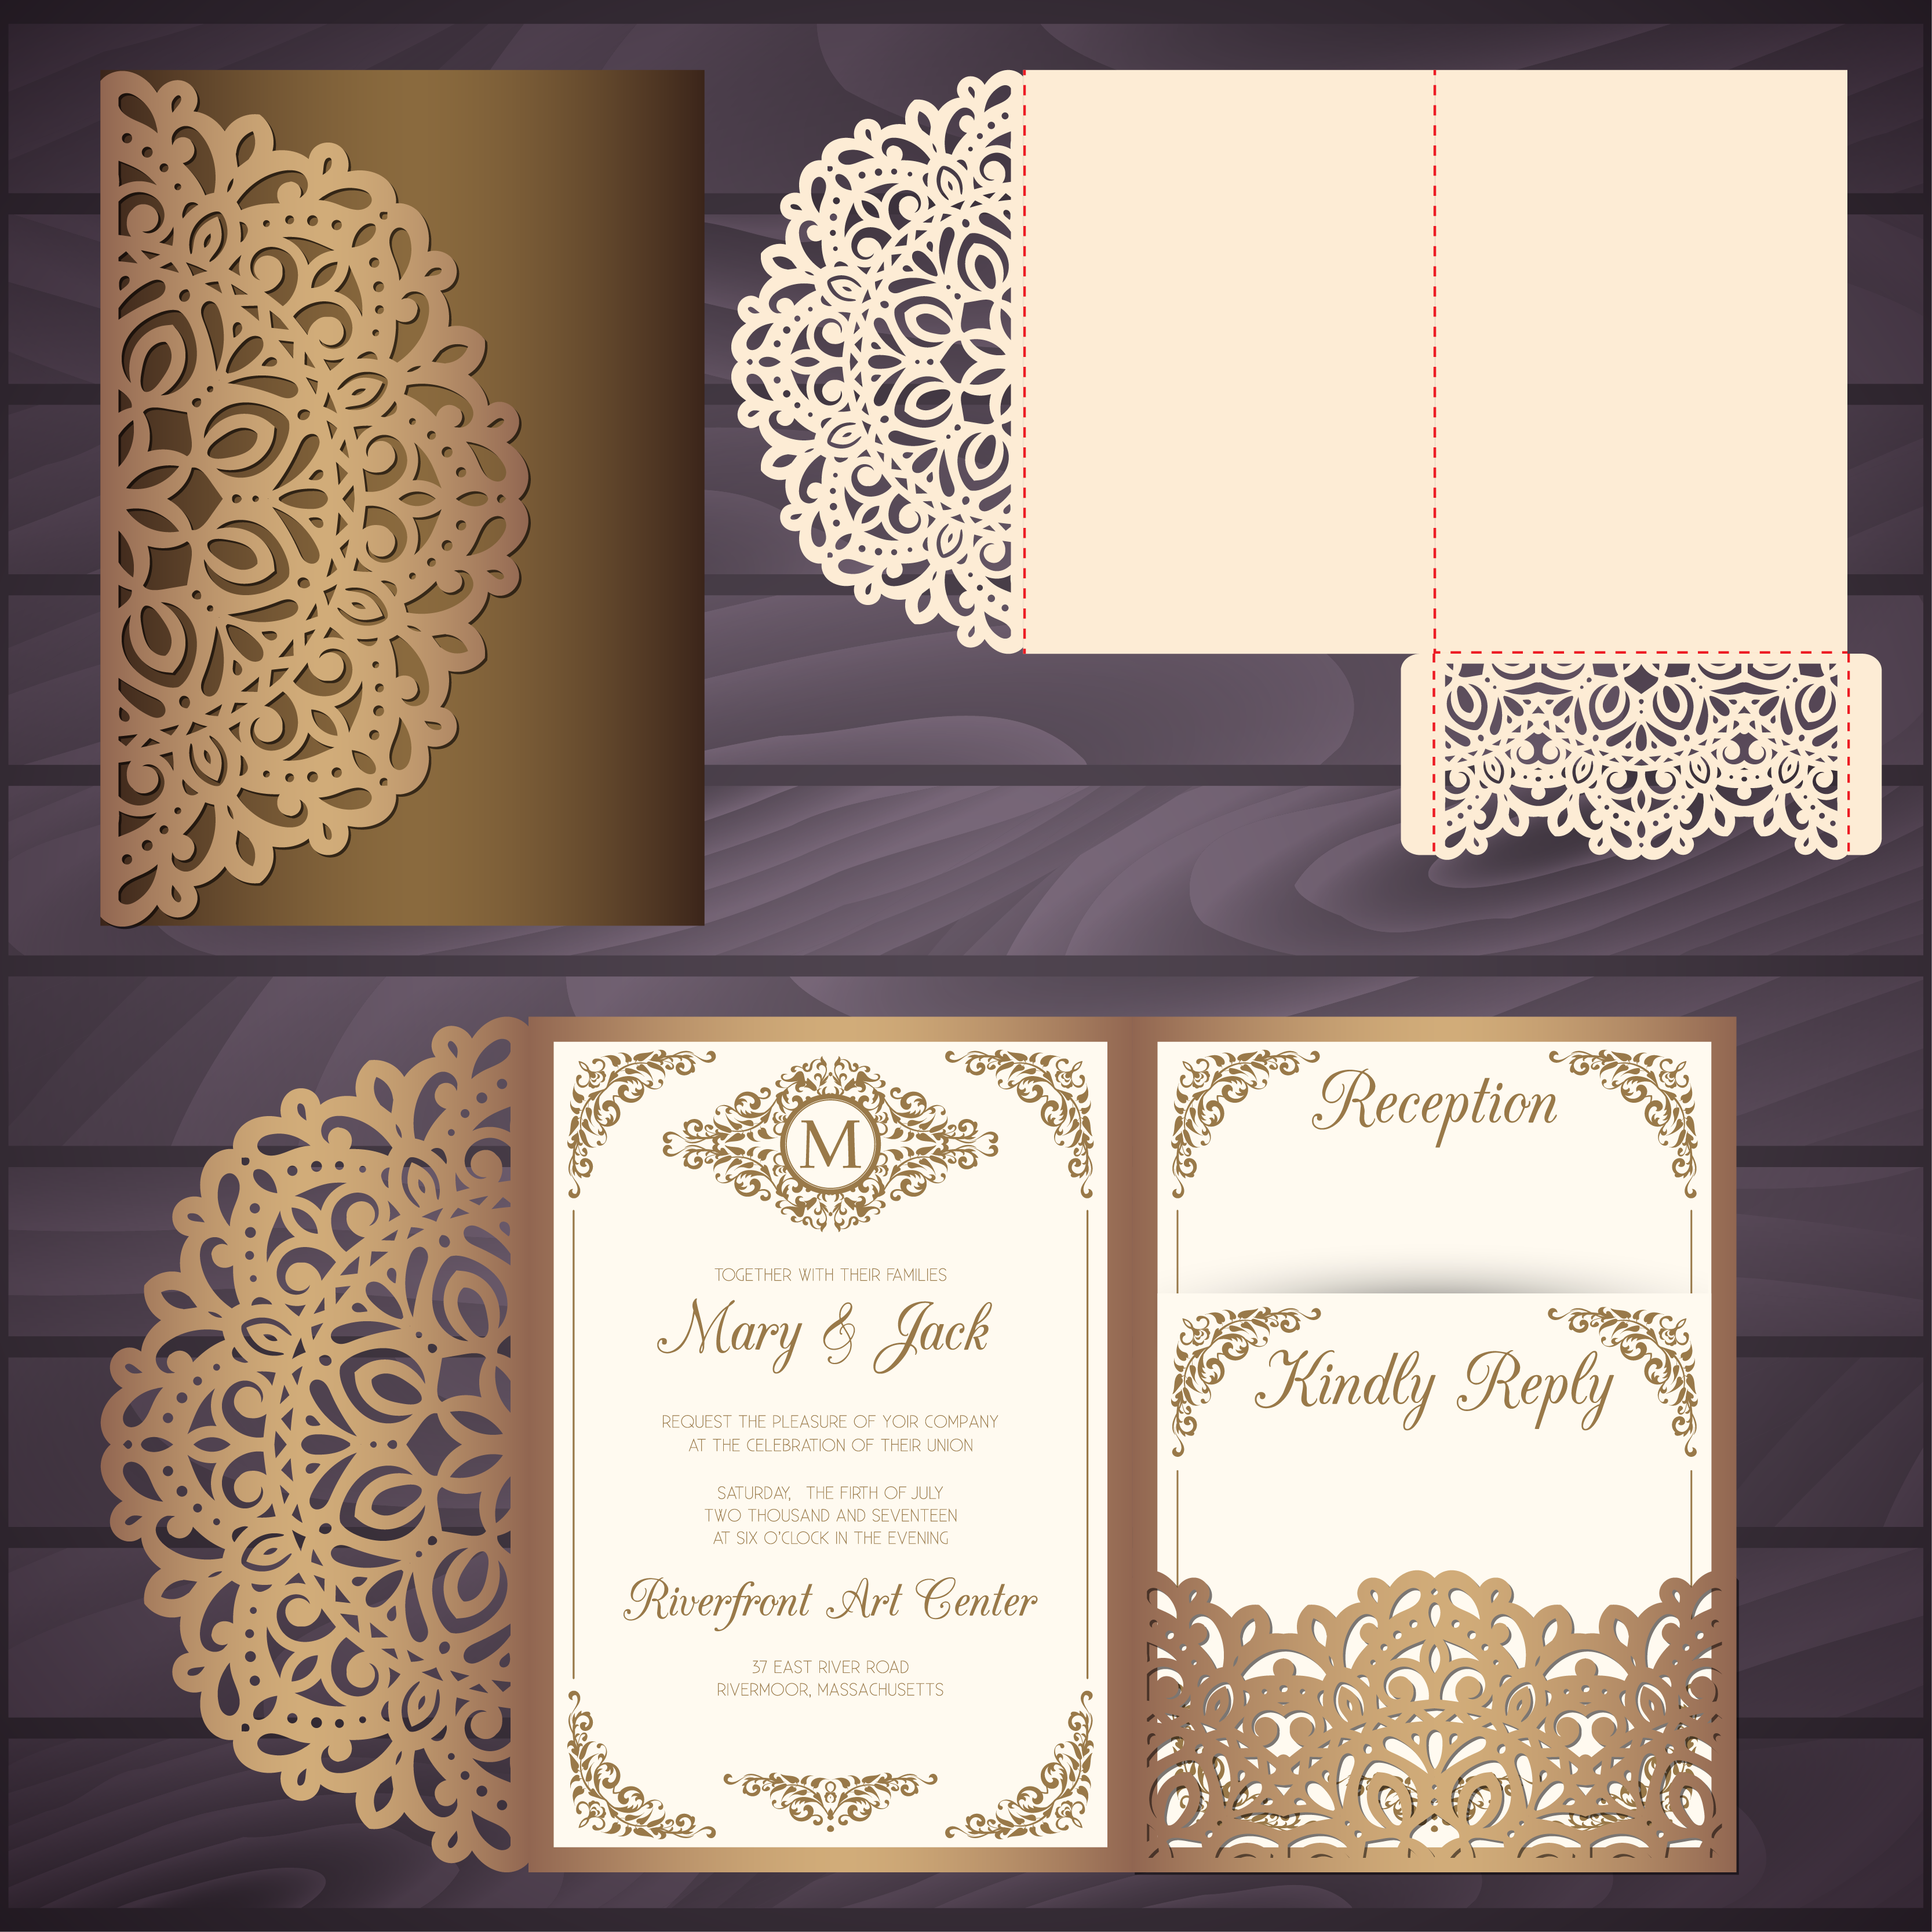 M
TOGETHER WITH THEIR FAMILIES
Mary & Jack
REQUEST THE PLEASURE OF YOIR COMPANY
AT THE CELEBRATION OF THEIR UNION
SATURDAY, THE FIRTH OF JULY
TWO THOUSAND AND SEVENTEEN
AT SIX O'CLOCK IN THE EVENING
Riverfront Art Center
37 EAST RIVER ROAD
RIVERMOOR, MASSACHUSETTS
Reception
Kindly Reply